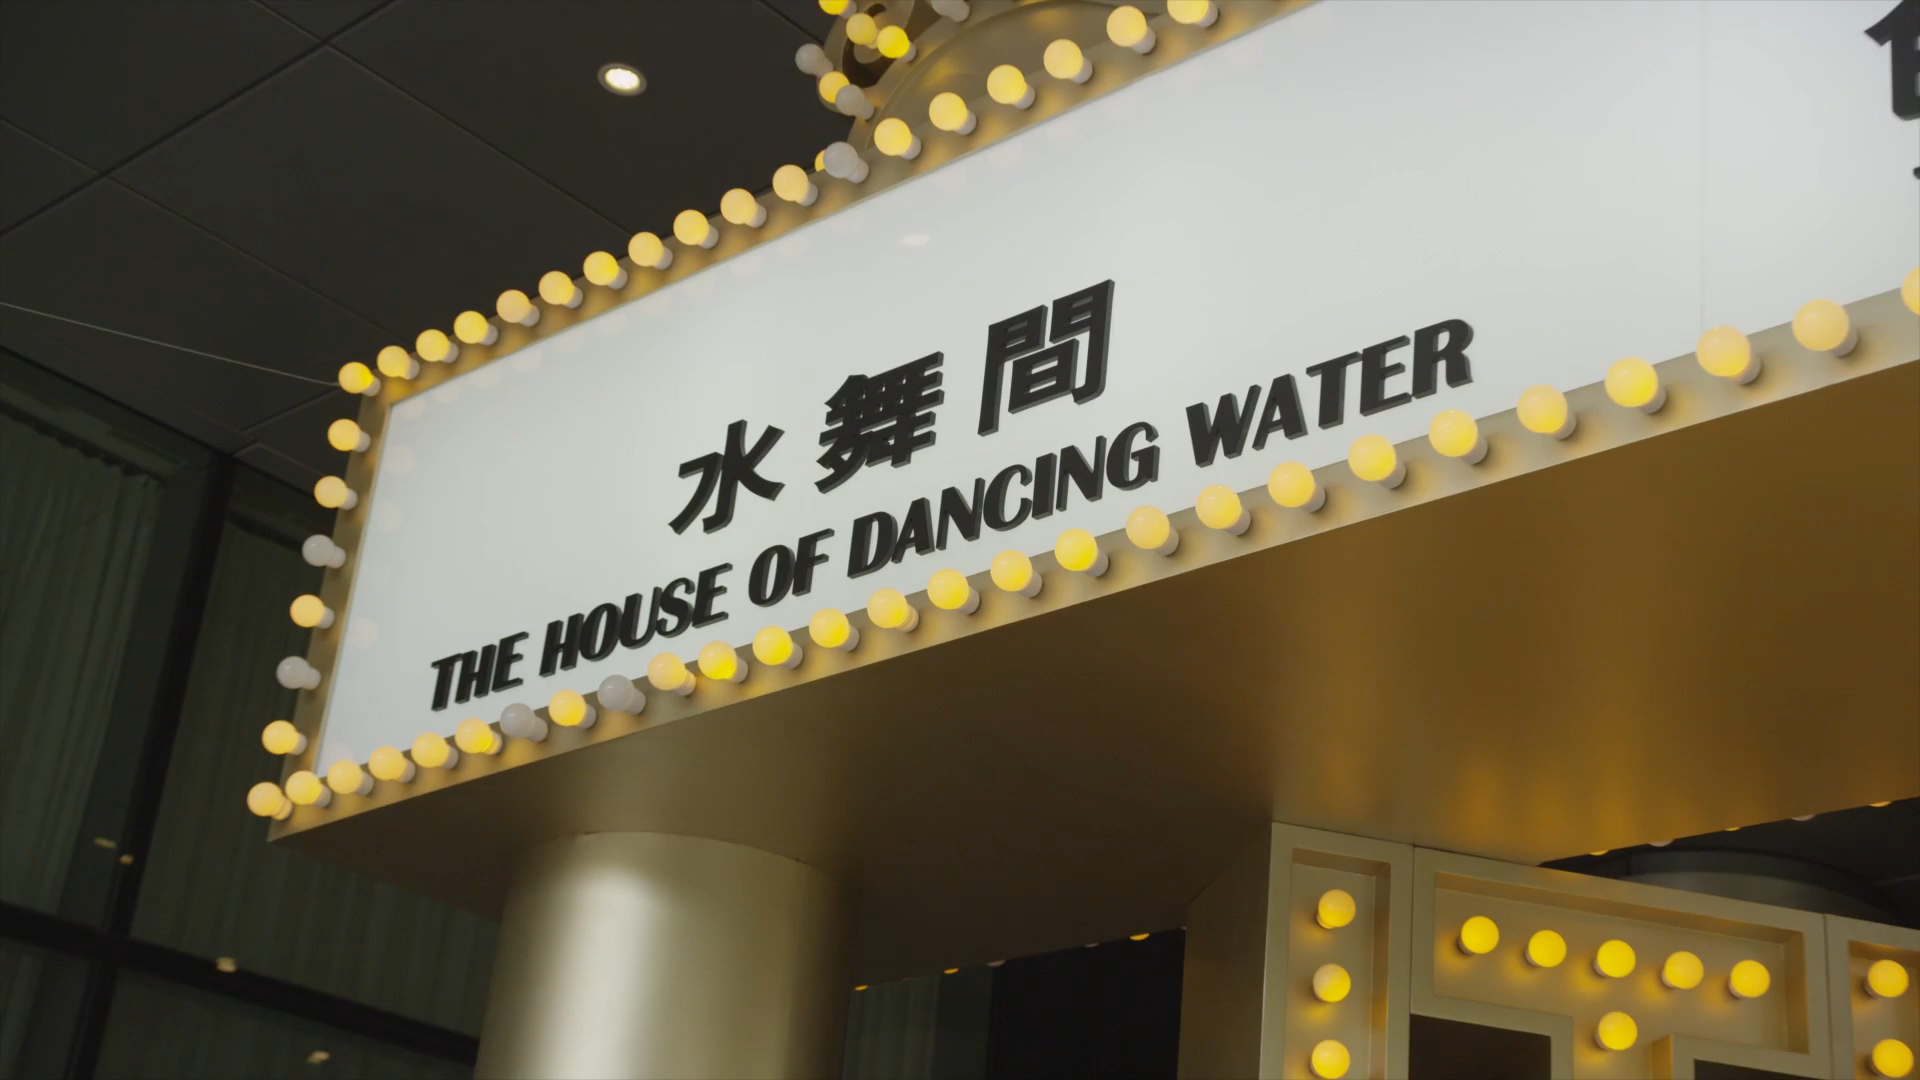 水舞間
THE HOUSE OF DANCING WATER